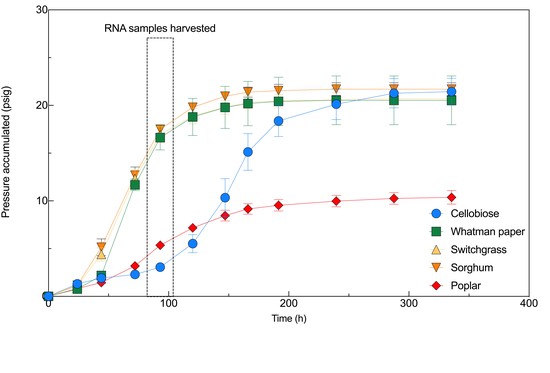 RNA samples harvested
30
20
10
0
Pressure accumulated (psig)
0 100 200 300 400
Time (h)
Cellobiose
Whatman paper
Switchgrass
Sorghum
Poplar